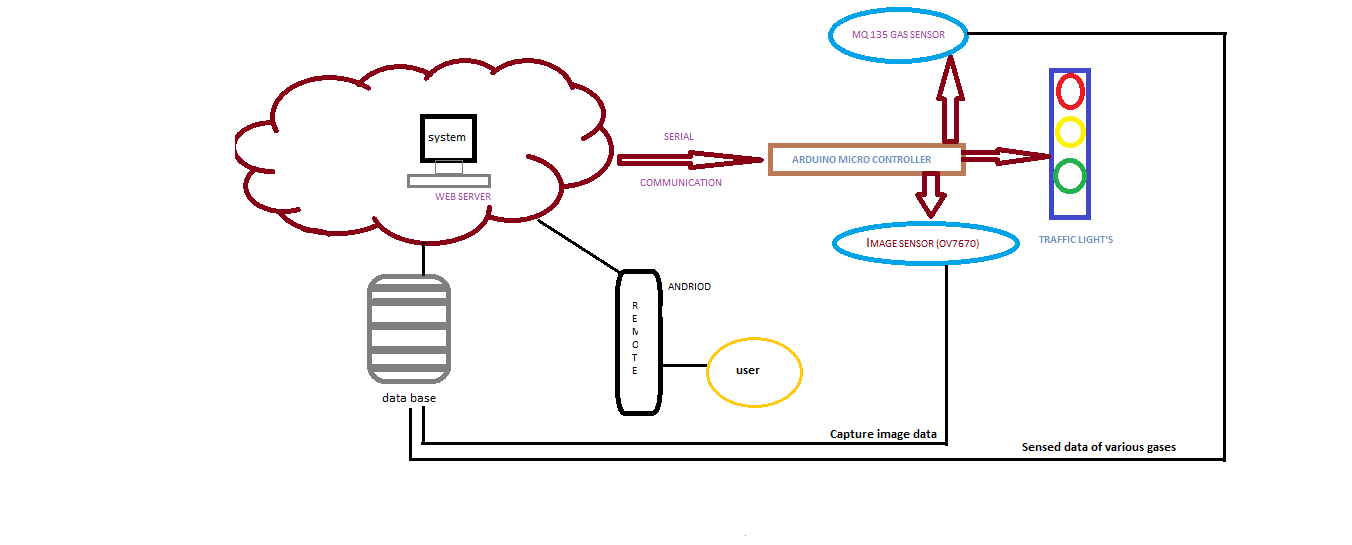 MQ 135 GAS SENSOR
system
WEB SERVER
SERIAL
COMMUNICATION
ARDUINO MICRO CONTROLLER
IMAGE SENSOR (OV7670)
TRAFFIC LIGHT'S
ANDRIOD
R
E
M
O
T
E
user
data base
Capture image data
Sensed data of various gases